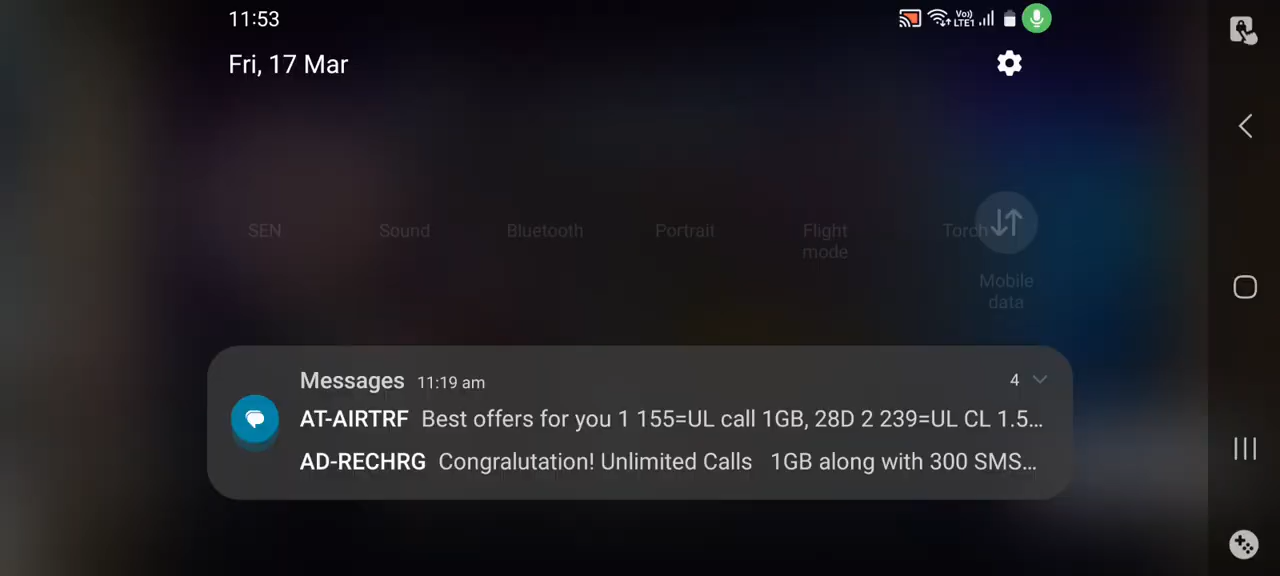 11:53
Vo) LTE1
Fri, 17 Mar
SEN Sound Bluetooth Portrait Flight mode Torch
Mobile data
Messages 11:19 am 4
AT-AIRTRF Best offers for you 1 155=UL call 1GB, 28D 2 239=UL CL 1.5...
AD-RECHRG Congralutation! Unlimited Calls 1GB along with 300 SMS...